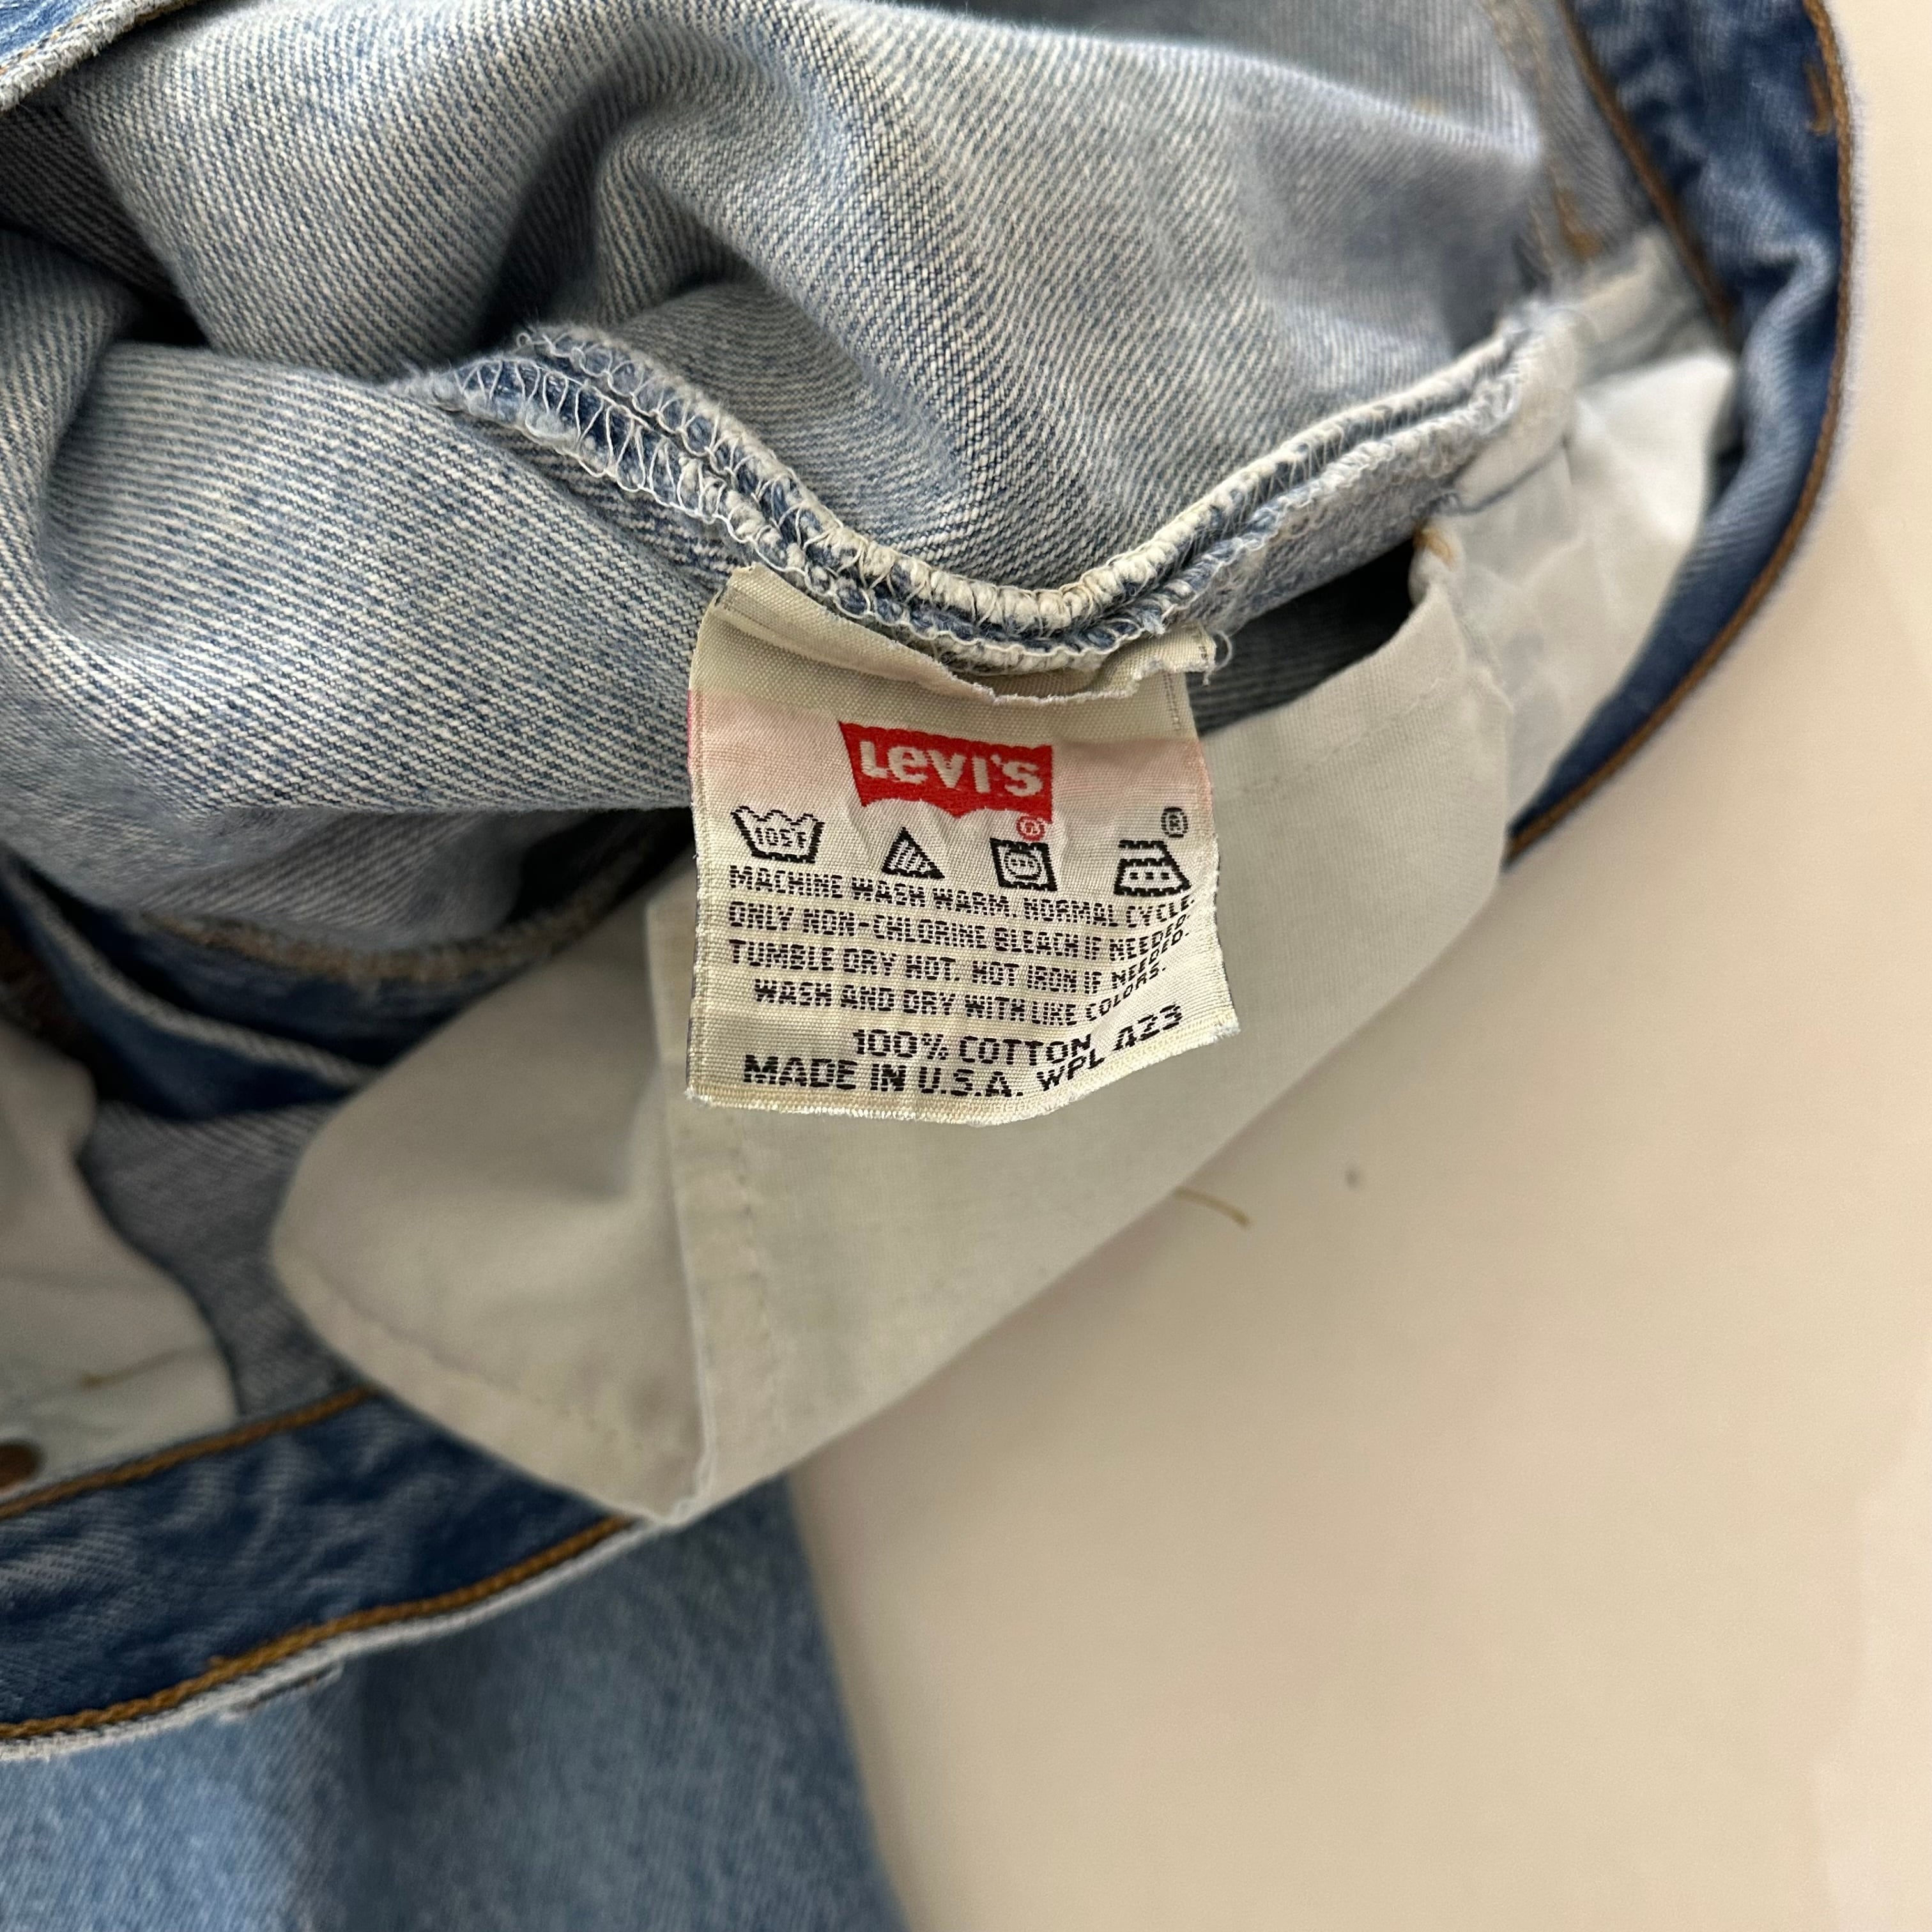 Levi's
®
®
105F
MACHINE WASH WARM. NORMAL CYCLE.
ONLY NON-CHLORINE BLEACH IF NEEDED.
TUMBLE DRY HOT. HOT IRON IF NEEDED.
WASH AND DRY WITH LIKE COLORS.
100% COTTON
MADE IN U.S.A. WPL 423